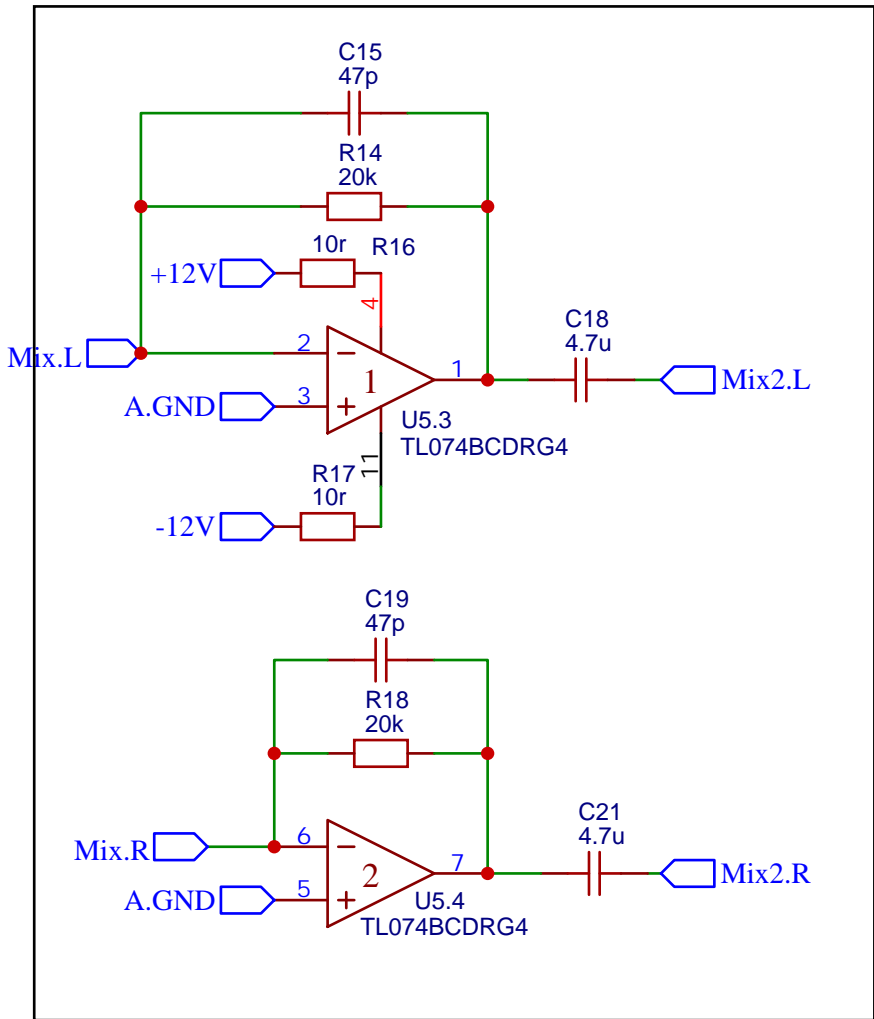 C15
47p
R14
20k
10r R16
+12V
4
Mix.L
2
1
1
C18
4.7u
Mix2.L
A.GND
3
U5.3
TL074BCDRG4
11
R17
10r
-12V
C19
47p
R18
20k
Mix.R
6
2
7
C21
4.7u
Mix2.R
A.GND
5
U5.4
TL074BCDRG4